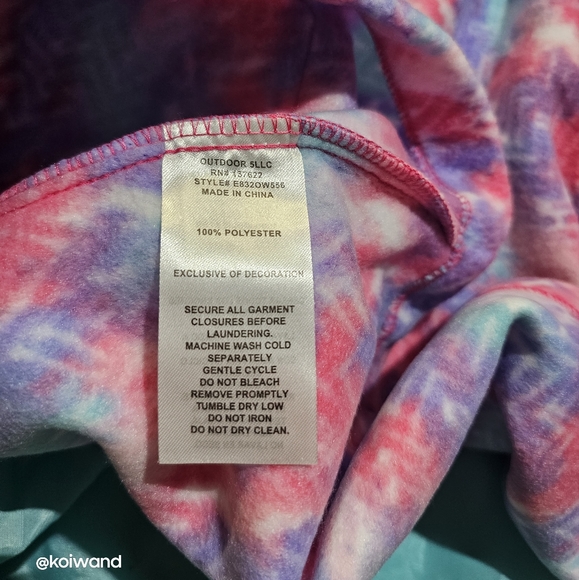 OUTDOOR 5LLC
RN# 137622
STYLE# E832OW556
MADE IN CHINA
100% POLYESTER
EXCLUSIVE OF DECORATION
SECURE ALL GARMENT
CLOSURES BEFORE
LAUNDERING.
MACHINE WASH COLD
SEPARATELY
GENTLE CYCLE
DO NOT BLEACH
REMOVE PROMPTLY
TUMBLE DRY LOW
DO NOT IRON
DO NOT DRY CLEAN.
@koiwand